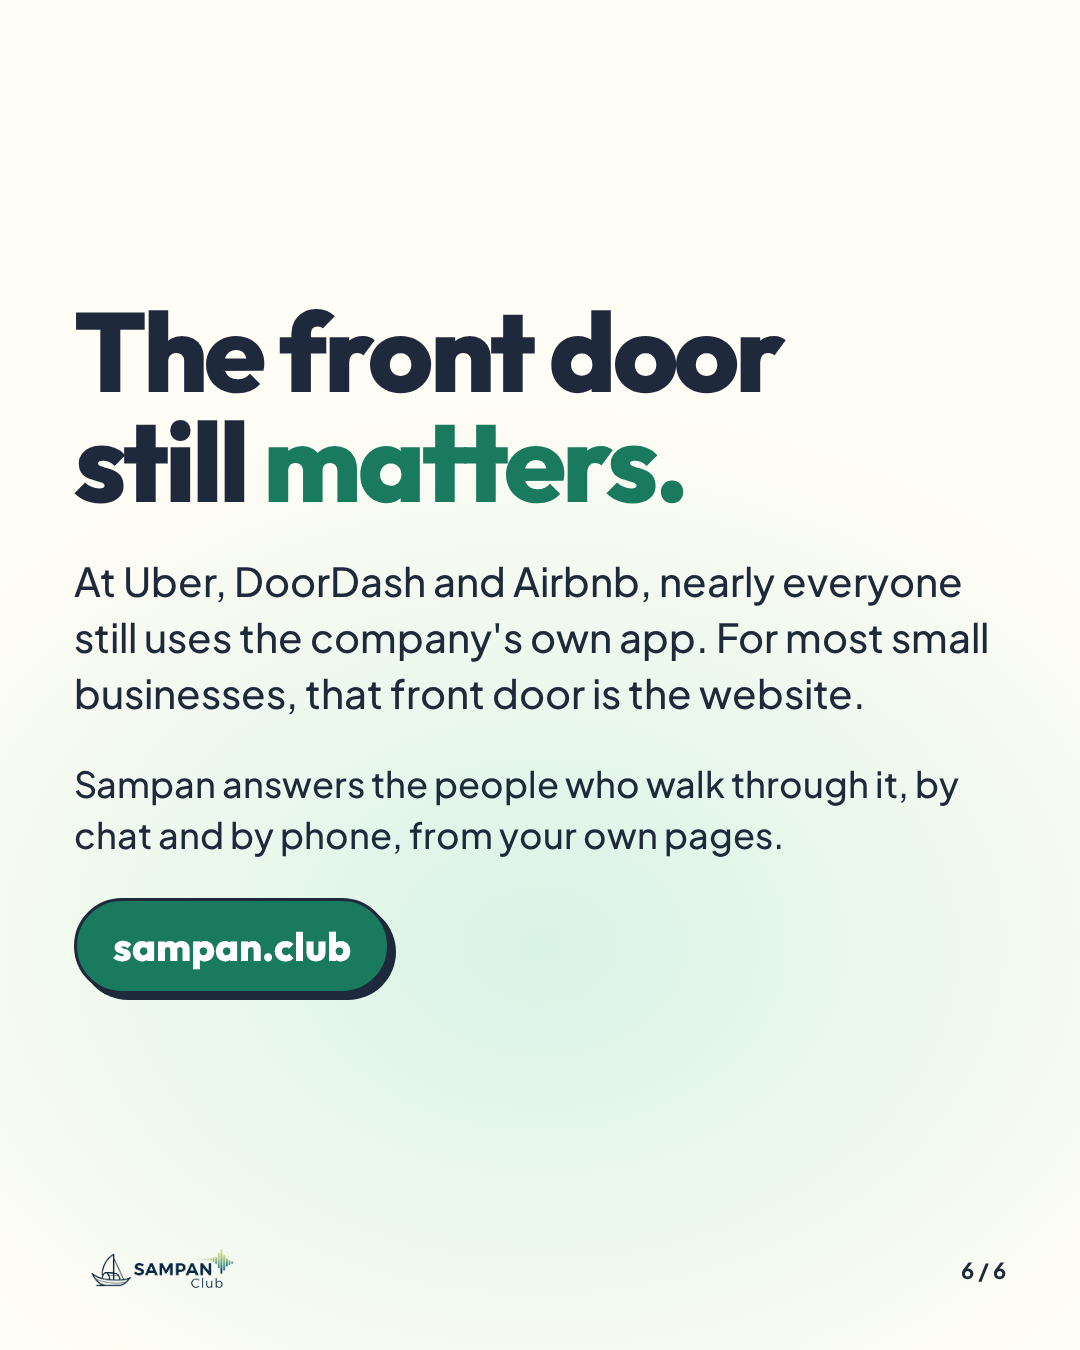 The front door
still matters.
At Uber, DoorDash and Airbnb, nearly everyone
still uses the company's own app. For most small
businesses, that front door is the website.
Sampan answers the people who walk through it, by
chat and by phone, from your own pages.
sampan.club
SAMPAN
Club
6 / 6